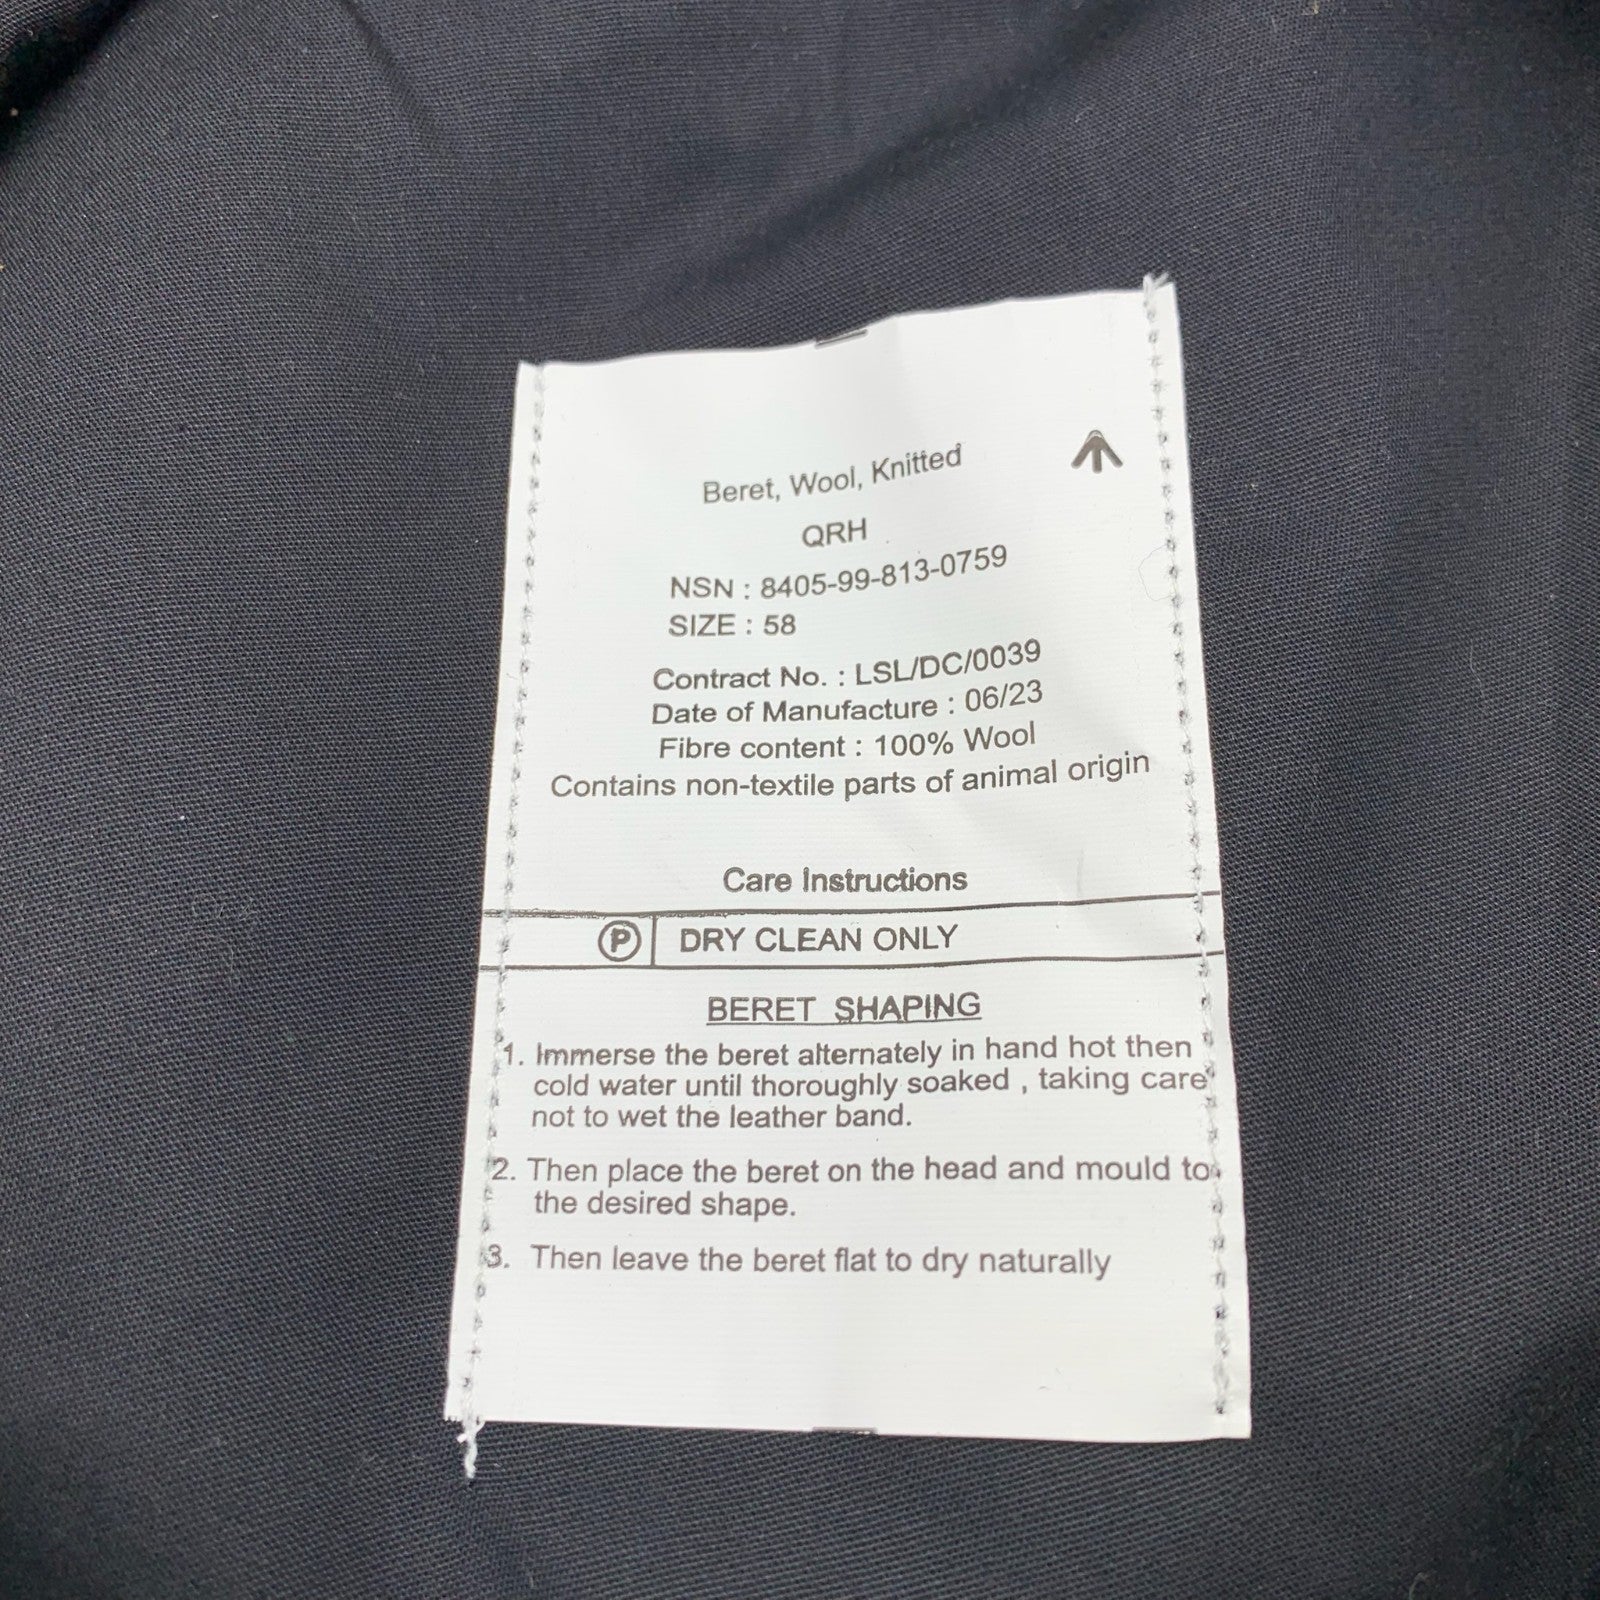 Beret, Wool, Knitted
QRH
NSN : 8405-99-813-0759
SIZE : 58
Contract No. : LSL/DC/0039
Date of Manufacture : 06/23
Fibre content : 100% Wool
Contains non-textile parts of animal origin
Care Instructions
P DRY CLEAN ONLY
BERET SHAPING
1. Immerse the beret alternately in hand hot then
cold water until thoroughly soaked , taking care
not to wet the leather band.
2. Then place the beret on the head and mould to
the desired shape.
3. Then leave the beret flat to dry naturally